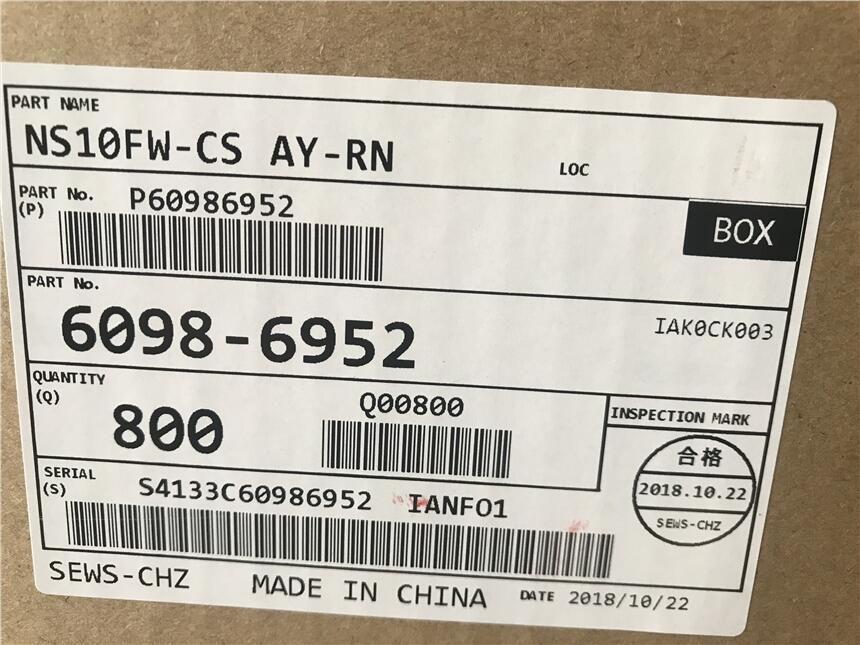 PART NAME
NS10FW-CS AY-RN
LOC
PART No.
(P)
P60986952
BOX
PART No.
6098-6952
IAK0CK003
QUANTITY
(Q)
800
Q00800
INSPECTION MARK
合格
2018.10.22
SEWS-CHZ
SERIAL
(S)
S4133C60986952 IANFO1
SEWS-CHZ
MADE IN CHINA
DATE 2018/10/22